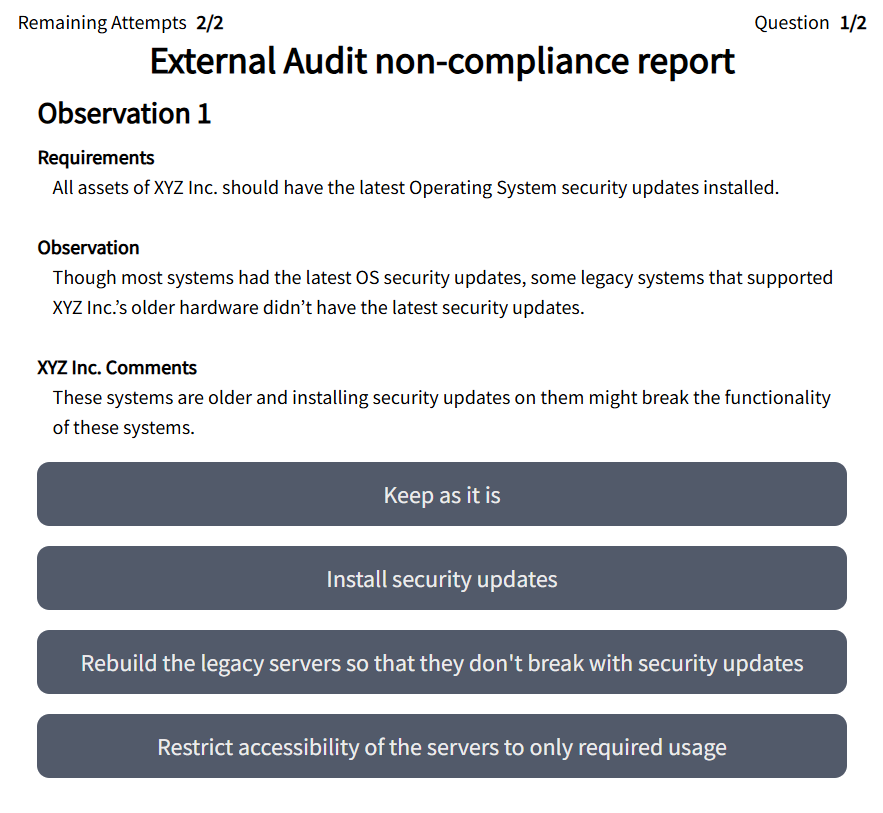 Remaining Attempts 2/2
Question 1/2
External Audit non-compliance report
Observation 1
Requirements
All assets of XYZ Inc. should have the latest Operating System security updates installed.
Observation
Though most systems had the latest OS security updates, some legacy systems that supported
XYZ Inc.’s older hardware didn’t have the latest security updates.
XYZ Inc. Comments
These systems are older and installing security updates on them might break the functionality
of these systems.
Keep as it is
Install security updates
Rebuild the legacy servers so that they don't break with security updates
Restrict accessibility of the servers to only required usage